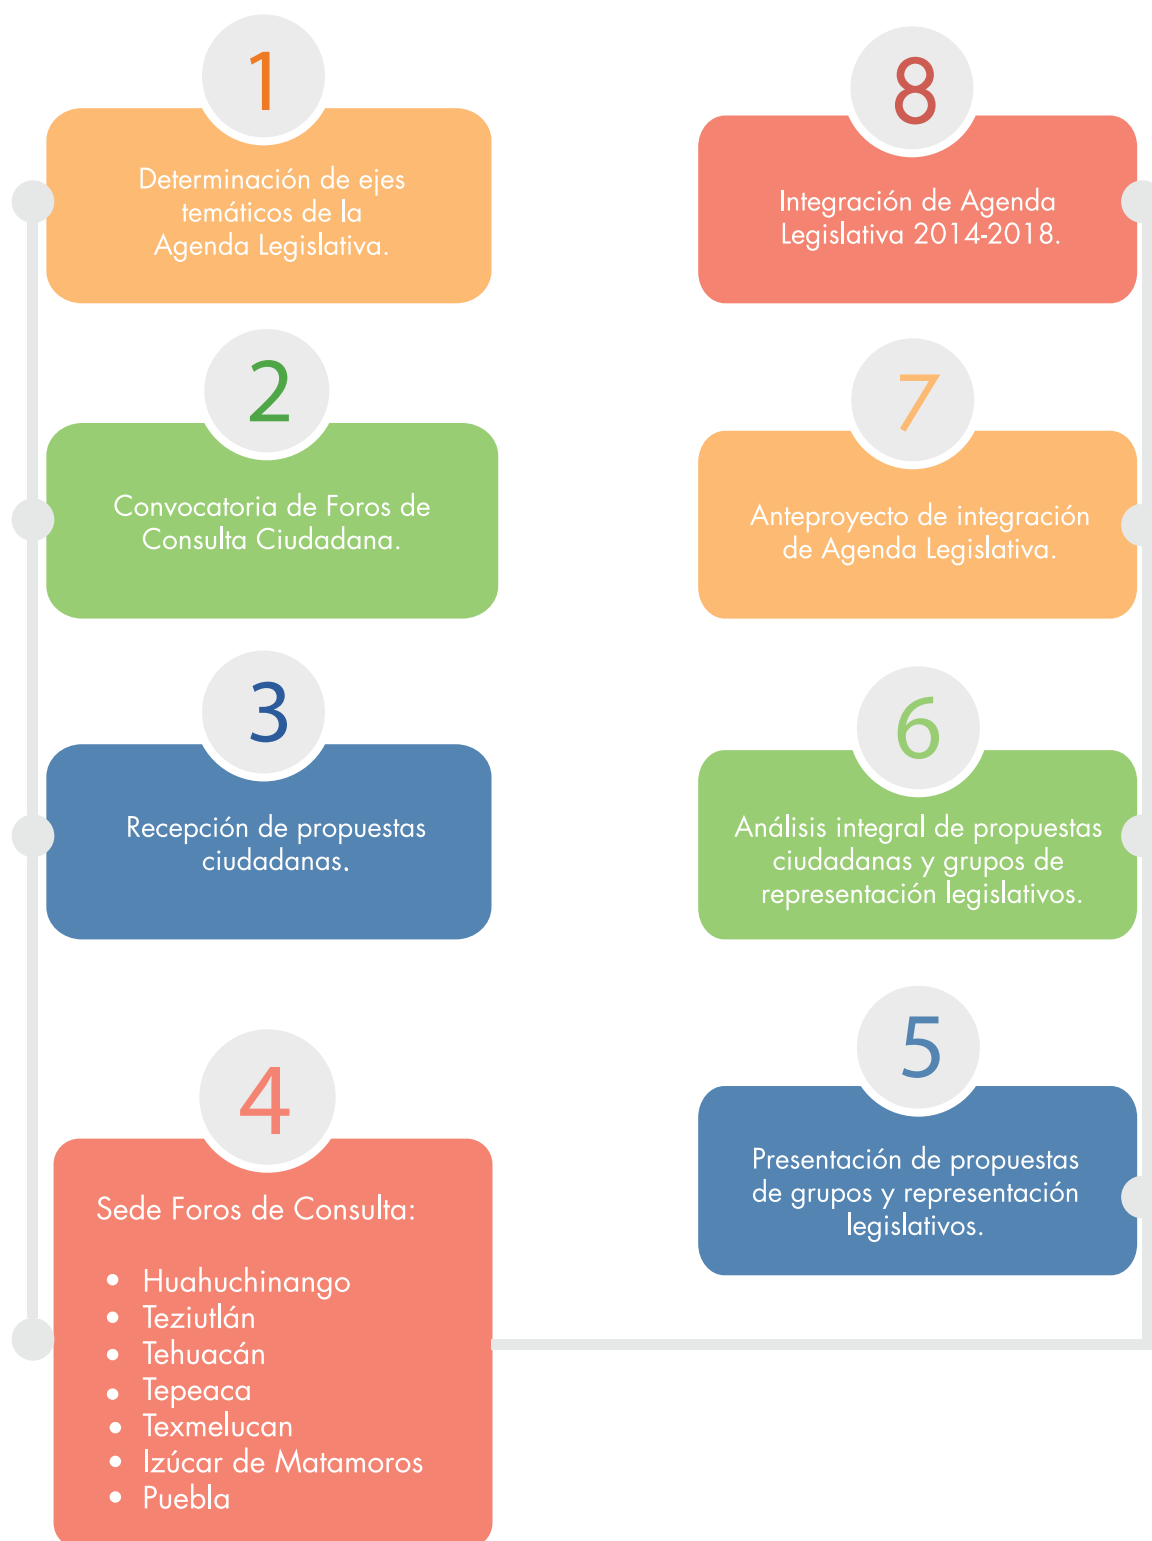 1
Determinación de ejes
temáticos de la
Agenda Legislativa.
2
Convocatoria de Foros de
Consulta Ciudadana.
3
Recepción de propuestas
ciudadanas.
4
Sede Foros de Consulta:
• Huahuchinango
• Teziutlán
• Tehuacán
• Tepeaca
• Texmelucan
• Izúcar de Matamoros
• Puebla
5
Presentación de propuestas
de grupos y representación
legislativos.
6
Análisis integral de propuestas
ciudadanas y grupos de
representación legislativos.
7
Anteproyecto de integración
de Agenda Legislativa.
8
Integración de Agenda
Legislativa 2014-2018.